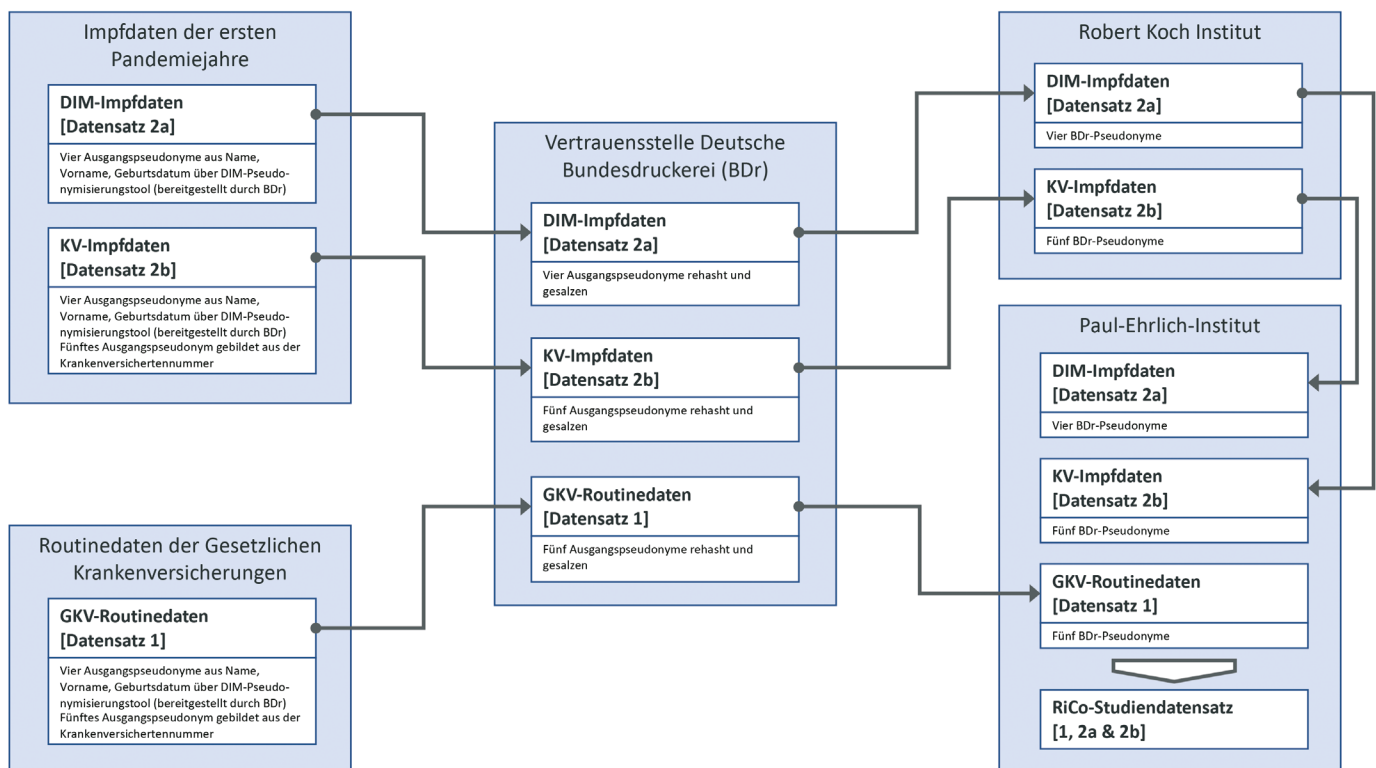 Impfdaten der ersten
Pandemiejahre
DIM-Impfdaten
[Datensatz 2a]
Vier Ausgangspseudonyme aus Name,
Vorname, Geburtsdatum über DIM-Pseudo-
nymisierungstool (bereitgestellt durch BDr)
KV-Impfdaten
[Datensatz 2b]
Vier Ausgangspseudonyme aus Name,
Vorname, Geburtsdatum über DIM-Pseudo-
nymisierungstool (bereitgestellt durch BDr)
Fünftes Ausgangspseudonym gebildet aus der
Krankenversichertennummer
Routinedaten der Gesetzlichen
Krankenversicherungen
GKV-Routinedaten
[Datensatz 1]
Vier Ausgangspseudonyme aus Name,
Vorname, Geburtsdatum über DIM-Pseudo-
nymisierungstool (bereitgestellt durch BDr)
Fünftes Ausgangspseudonym gebildet aus der
Krankenversichertennummer
Vertrauensstelle Deutsche
Bundesdruckerei (BDr)
DIM-Impfdaten
[Datensatz 2a]
Vier Ausgangspseudonyme rehasht und
gesalzen
KV-Impfdaten
[Datensatz 2b]
Fünf Ausgangspseudonyme rehasht und
gesalzen
GKV-Routinedaten
[Datensatz 1]
Fünf Ausgangspseudonyme rehasht und
gesalzen
Robert Koch Institut
DIM-Impfdaten
[Datensatz 2a]
Vier BDr-Pseudonyme
KV-Impfdaten
[Datensatz 2b]
Fünf BDr-Pseudonyme
Paul-Ehrlich-Institut
DIM-Impfdaten
[Datensatz 2a]
Vier BDr-Pseudonyme
KV-Impfdaten
[Datensatz 2b]
Fünf BDr-Pseudonyme
GKV-Routinedaten
[Datensatz 1]
Fünf BDr-Pseudonyme
RiCo-Studiendatensatz
[1, 2a & 2b]